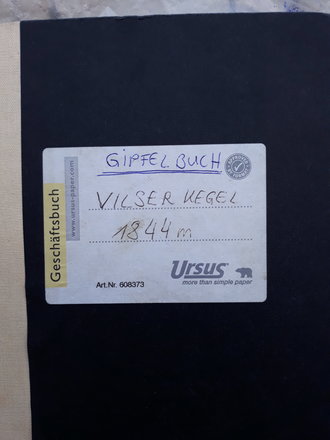 GIPFELBUCH
VILSER KEGEL
1844 m
Geschäftsbuch
www.ursus-paper.com
Ursus
more than simple paper
Art.Nr. 608373